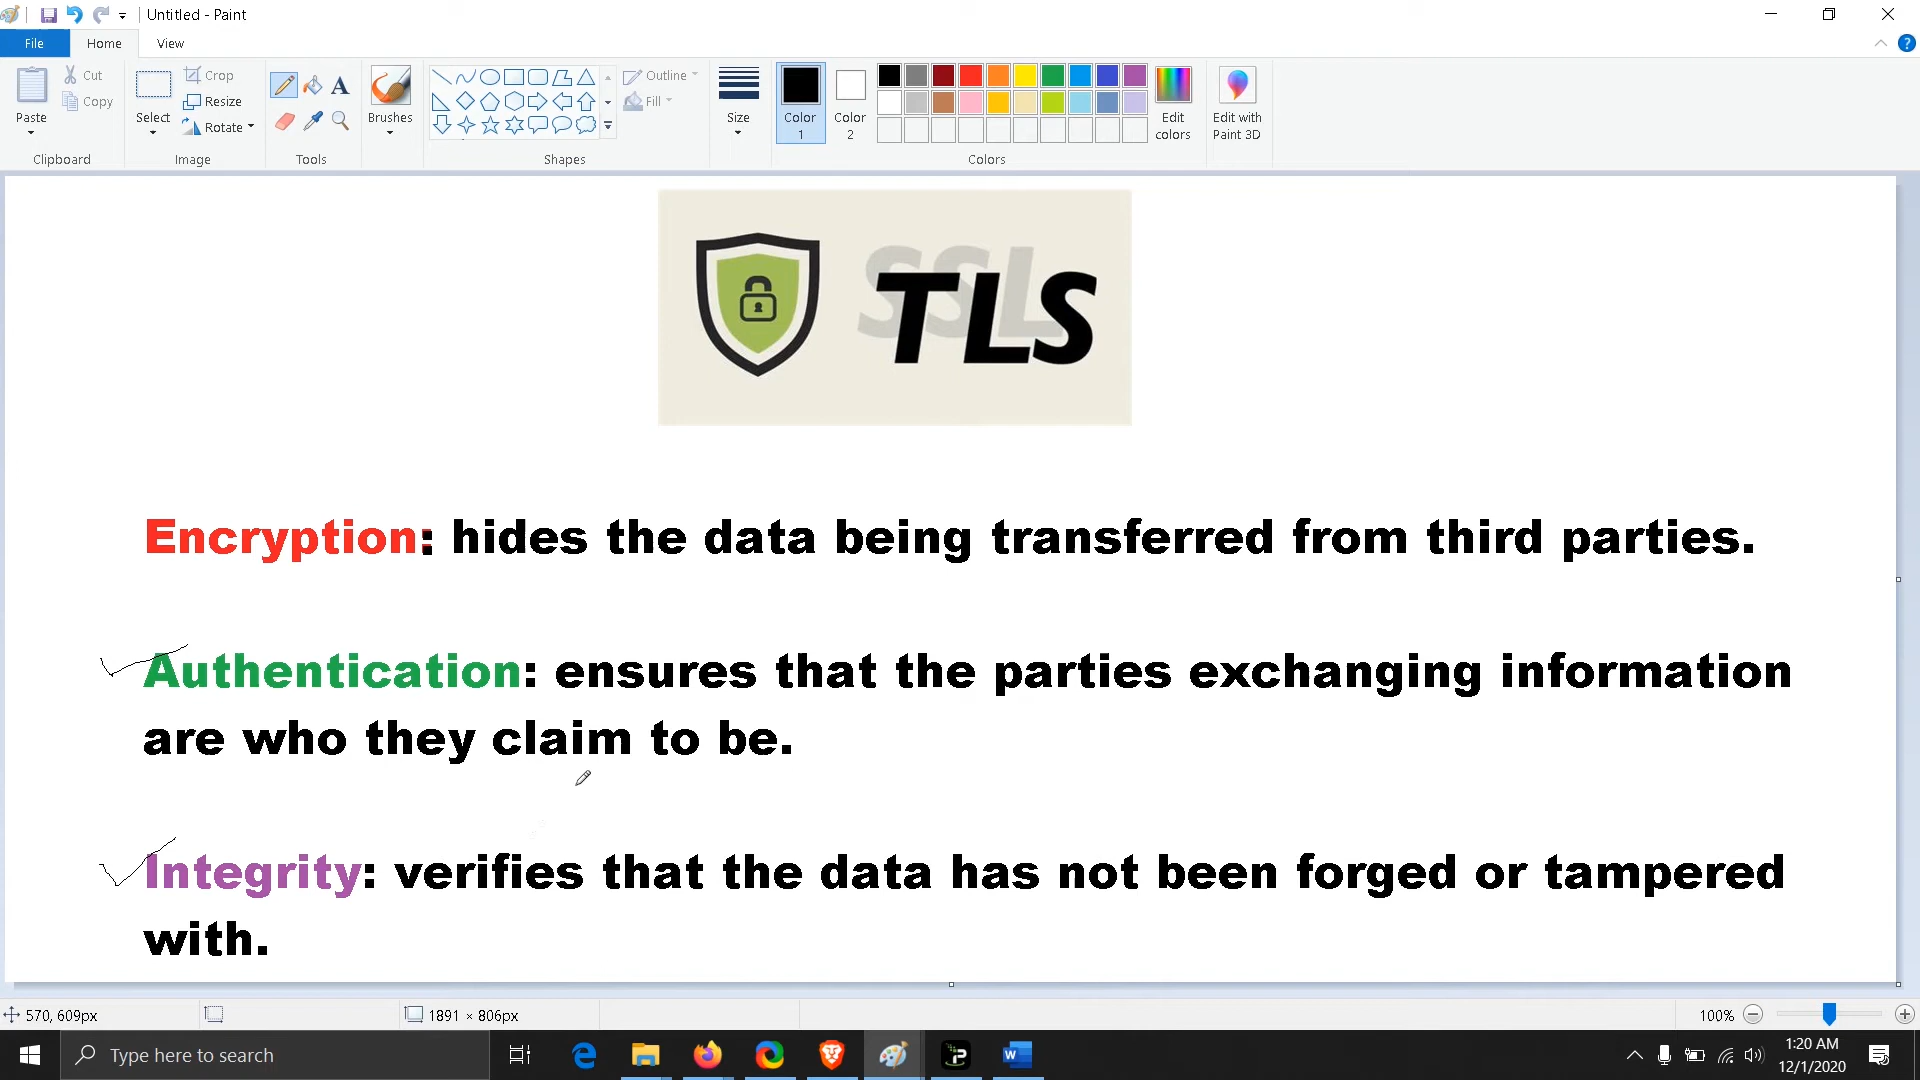 Untitled - Paint
File Home View
Cut
Copy
Paste
Clipboard
Crop
Resize
Rotate
Select
Image
Tools
Brushes
Outline
Fill
Shapes
Size
Color 1
Color 2
Edit colors
Colors
Edit with Paint 3D
SSL
TLS
Encryption: hides the data being transferred from third parties.
Authentication: ensures that the parties exchanging information
are who they claim to be.
Integrity: verifies that the data has not been forged or tampered
with.
570, 609px
1891 × 806px
100%
Type here to search
1:20 AM
12/1/2020